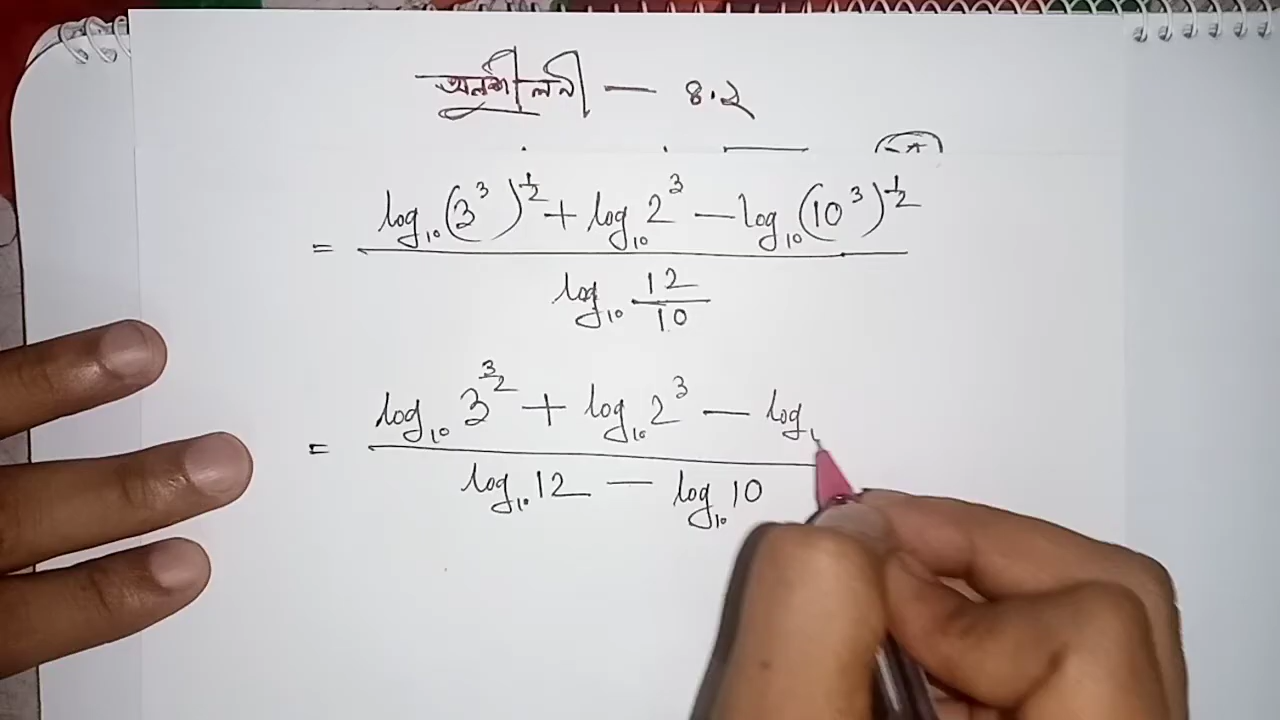 অনুশীলনী — ৪.২
= (log₁₀(3³)^½ + log₁₀2³ — log₁₀(10³)^½) / (log₁₀ 12/10)
= (log₁₀3^(3/2) + log₁₀2³ — log₁) / (log₁₀12 — log₁₀10)